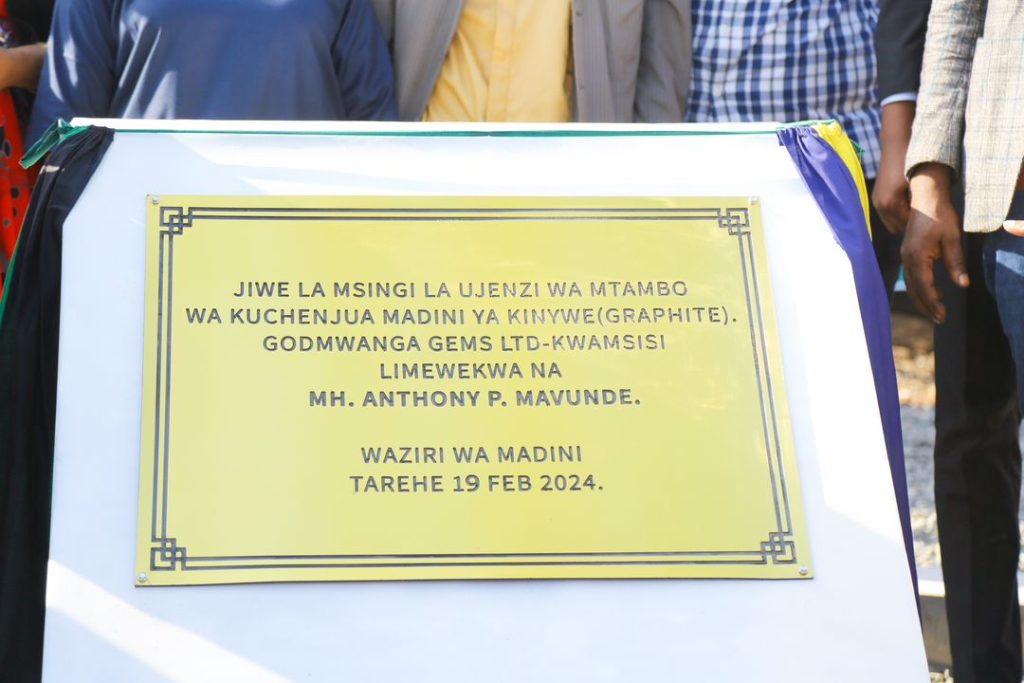 JIWE LA MSINGI LA UJENZI WA MTAMBO
WA KUCHENJUA MADINI YA KINYWE(GRAPHITE).
GODMWANGA GEMS LTD-KWAMSISI
LIMEWEKWA NA
MH. ANTHONY P. MAVUNDE.
WAZIRI WA MADINI
TAREHE 19 FEB 2024.